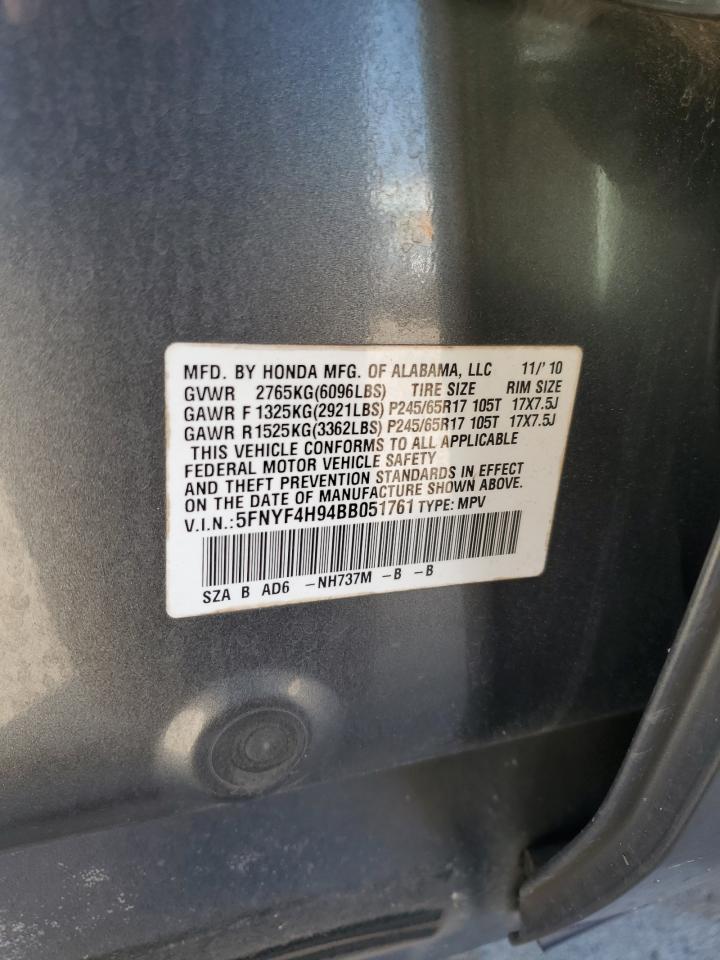 MFD. BY HONDA MFG. OF ALABAMA, LLC 11/'10
GVWR 2765KG(6096LBS) TIRE SIZE RIM SIZE
GAWR F 1325KG(2921LBS) P245/65R17 105T 17X7.5J
GAWR R1525KG(3362LBS) P245/65R17 105T 17X7.5J
THIS VEHICLE CONFORMS TO ALL APPLICABLE
FEDERAL MOTOR VEHICLE SAFETY
AND THEFT PREVENTION STANDARDS IN EFFECT
ON THE DATE OF MANUFACTURE SHOWN ABOVE.
V.I.N.:5FNYF4H94BB051761 TYPE: MPV
SZA B AD6 -NH737M -B -B